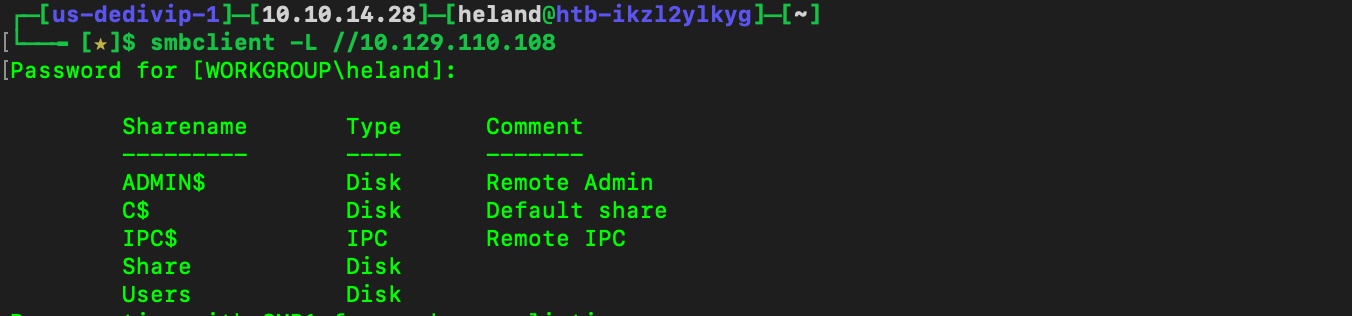 ┌─[us-dedivip-1]─[10.10.14.28]─[heland@htb-ikzl2ylkyg]─[~]
[└──╼ [★]$ smbclient -L //10.129.110.108
[Password for [WORKGROUP\heland]:
Sharename Type Comment
--------- ---- -------
ADMIN$ Disk Remote Admin
C$ Disk Default share
IPC$ IPC Remote IPC
Share Disk
Users Disk